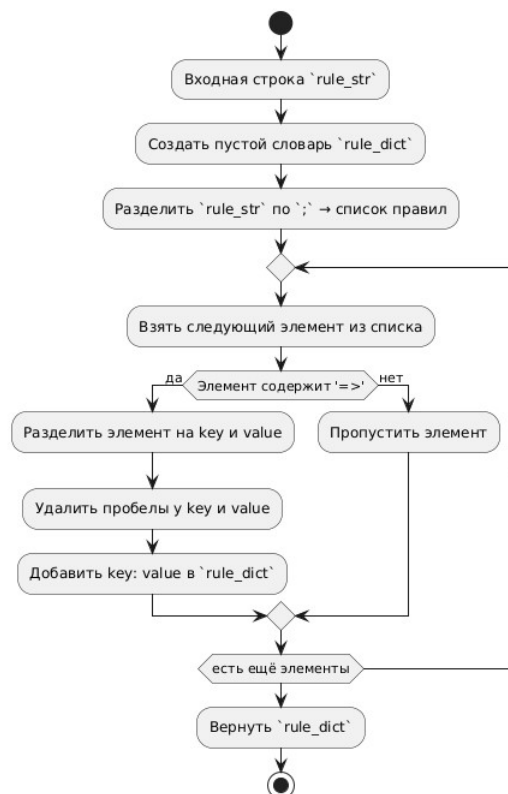 Входная строка `rule_str`
Создать пустой словарь `rule_dict`
Разделить `rule_str` по `;` → список правил
Взять следующий элемент из списка
да
Элемент содержит '=>'
нет
Разделить элемент на key и value
Пропустить элемент
Удалить пробелы у key и value
Добавить key: value в `rule_dict`
есть ещё элементы
Вернуть `rule_dict`